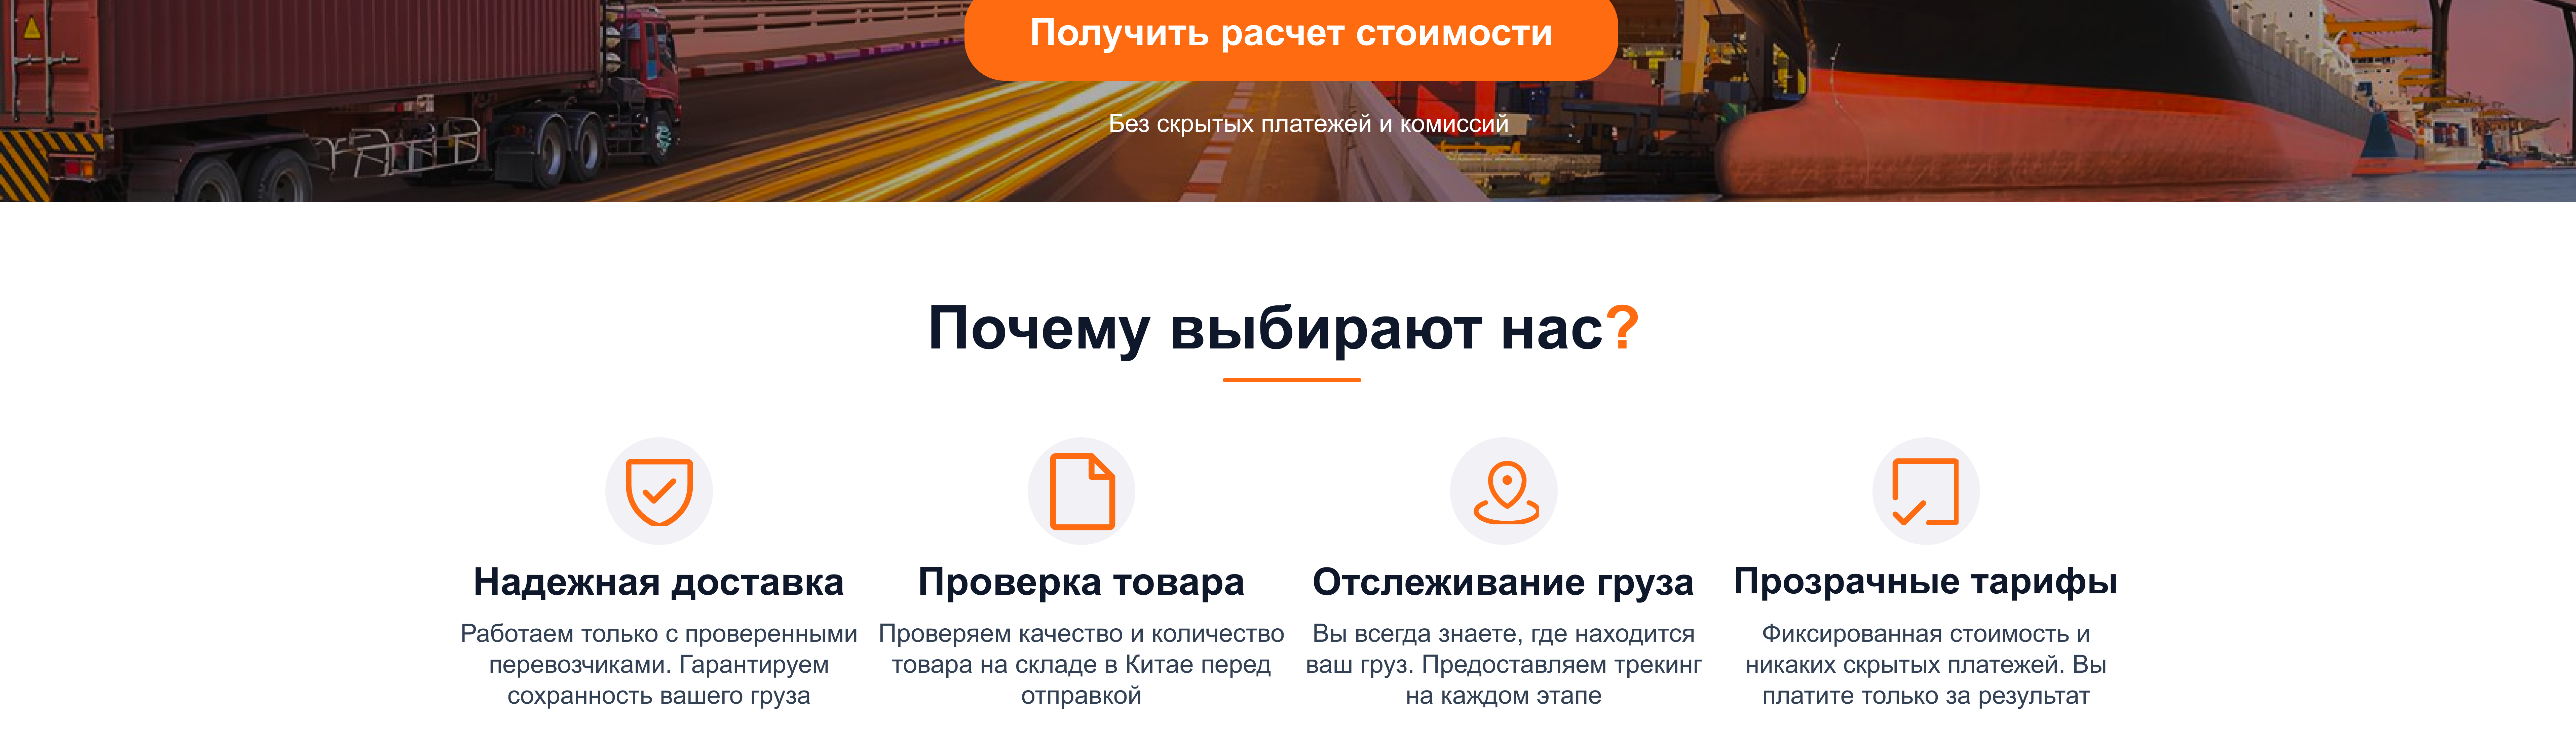 Получить расчет стоимости
Без скрытых платежей и комиссий
Почему выбирают нас?
Надежная доставка
Работаем только с проверенными
перевозчиками. Гарантируем
сохранность вашего груза
Проверка товара
Проверяем качество и количество
товара на складе в Китае перед
отправкой
Отслеживание груза
Вы всегда знаете, где находится
ваш груз. Предоставляем трекинг
на каждом этапе
Прозрачные тарифы
Фиксированная стоимость и
никаких скрытых платежей. Вы
платите только за результат